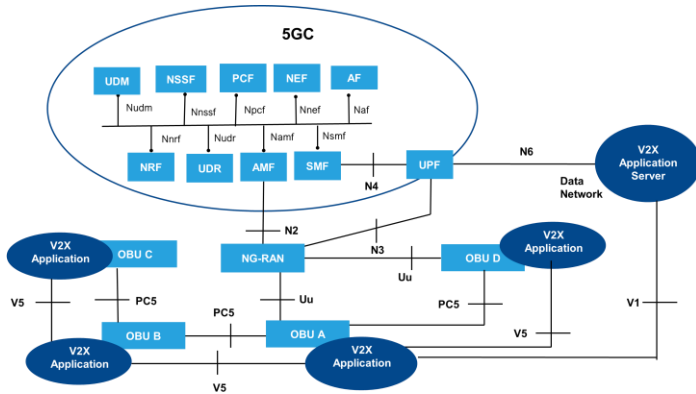 5GC
UDM
NSSF
PCF
NEF
AF
Nudm
Nnssf
Npcf
Nnef
Naf
Nnrf
Nudr
Namf
Nsmf
NRF
UDR
AMF
SMF
UPF
N4
N6
V2X
Application
Server
Data
Network
N2
N3
V2X
Application
OBU C
NG-RAN
OBU D
V2X
Application
Uu
V5
PC5
Uu
PC5
V1
PC5
V5
OBU B
OBU A
V2X
Application
V2X
Application
V5